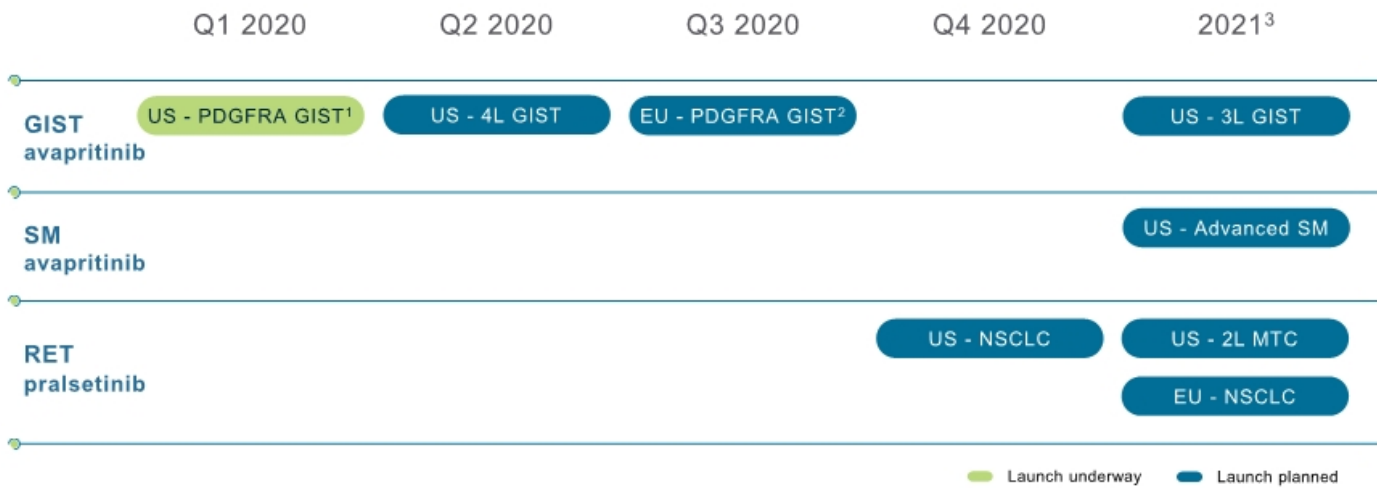 Q1 2020 Q2 2020 Q3 2020 Q4 2020 2021³
GIST
avapritinib
US - PDGFRA GIST¹ US - 4L GIST EU - PDGFRA GIST² US - 3L GIST
SM
avapritinib
US - Advanced SM
RET
pralsetinib
US - NSCLC US - 2L MTC
EU - NSCLC
Launch underway Launch planned